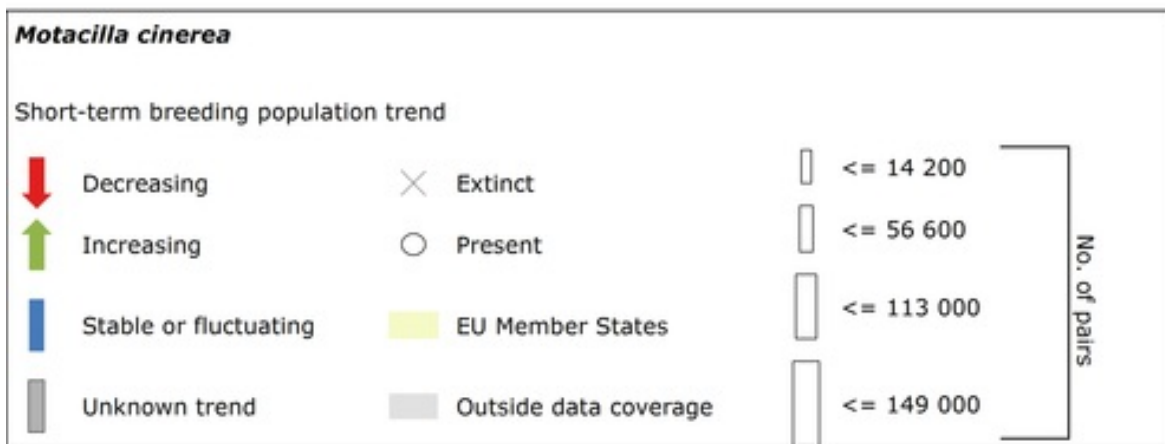 Motacilla cinerea
Short-term breeding population trend
Decreasing
Extinct
<= 14 200
Increasing
Present
<= 56 600
Stable or fluctuating
EU Member States
<= 113 000
Unknown trend
Outside data coverage
<= 149 000
No. of pairs